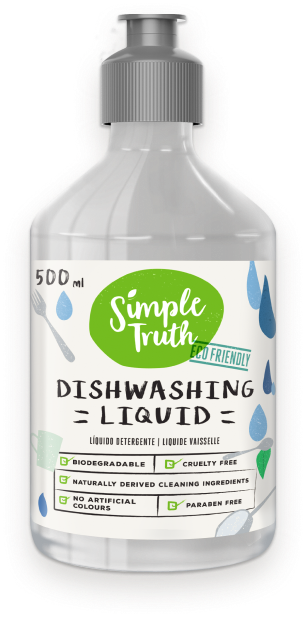 500 ml
Simple
Truth
ECO FRIENDLY
DISHWASHING
= LIQUID =
LÍQUIDO DETERGENTE | LIQUIDE VAISSELLE
BIODEGRADABLE
CRUELTY FREE
NATURALLY DERIVED CLEANING INGREDIENTS
NO ARTIFICIAL
COLOURS
PARABEN FREE